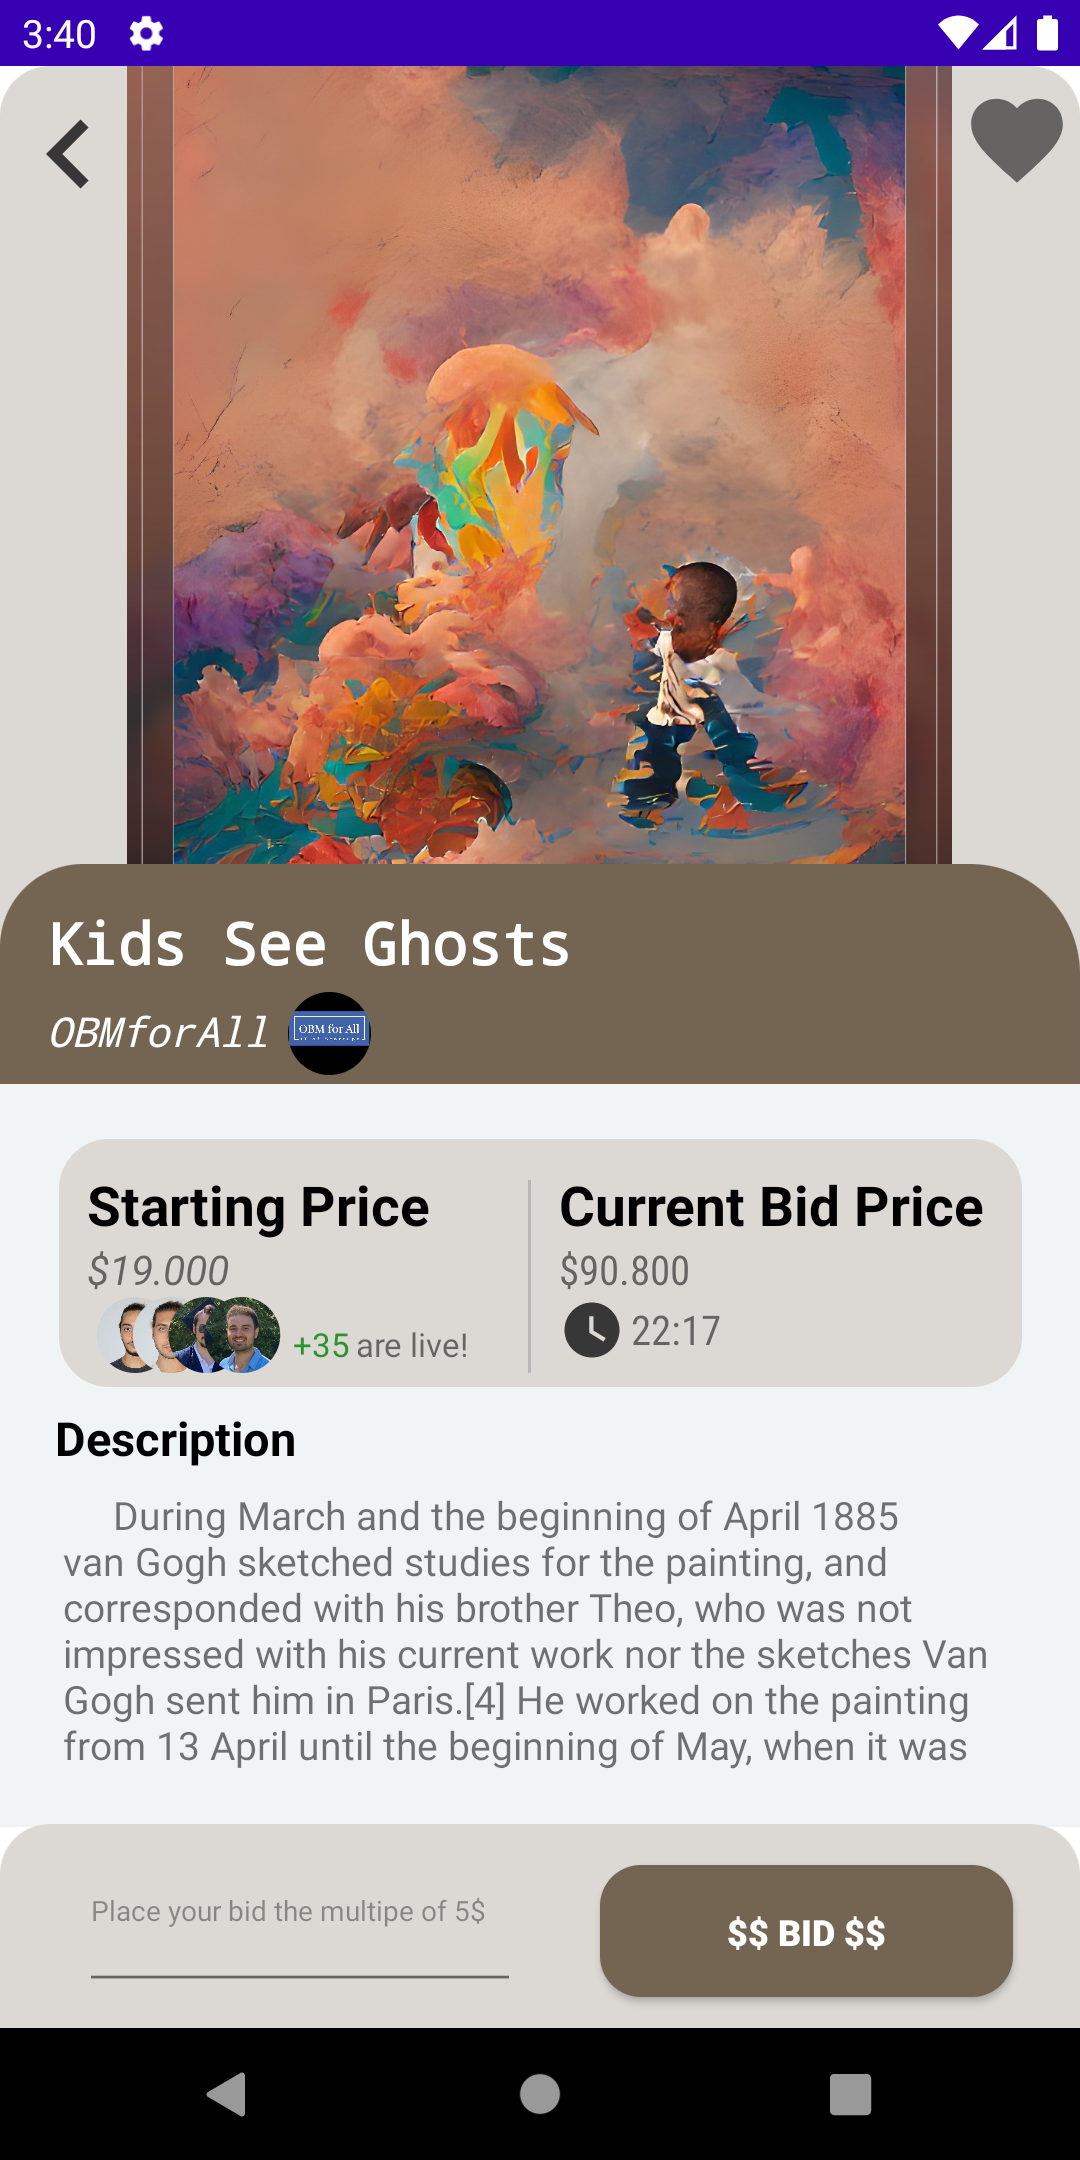 3:40
Kids See Ghosts
OBMforAll
OBM for All
Starting Price
Current Bid Price
$19.000
$90.800
+35 are live!
22:17
Description
During March and the beginning of April 1885
van Gogh sketched studies for the painting, and
corresponded with his brother Theo, who was not
impressed with his current work nor the sketches Van
Gogh sent him in Paris.[4] He worked on the painting
from 13 April until the beginning of May, when it was
Place your bid the multipe of 5$
$$ BID $$